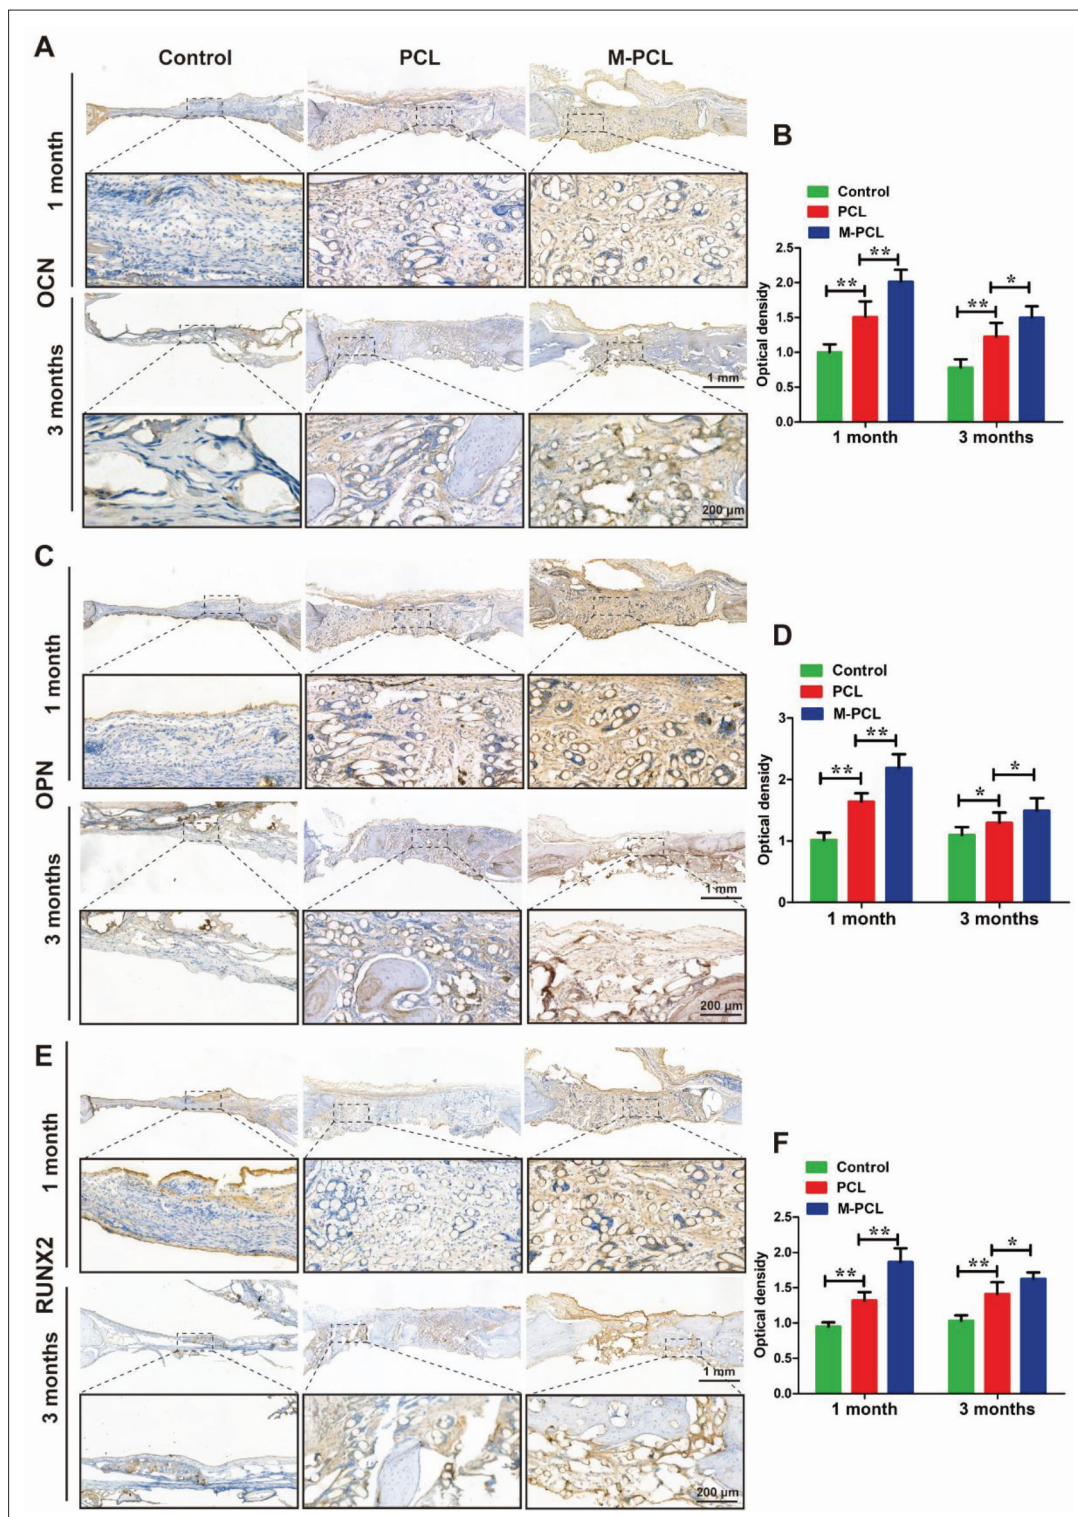 A
Control PCL M-PCL
OCN
1 month
3 months
1 mm
200 µm
B
Control
PCL
M-PCL
Optical densidy
2.5
2.0
1.5
1.0
0.5
0.0
** ** ** *
1 month 3 months
C
OPN
1 month
3 months
1 mm
200 µm
D
Control
PCL
M-PCL
Optical density
3
2
1
0
** ** * *
1 month 3 months
E
RUNX2
1 month
3 months
1 mm
200 µm
F
Control
PCL
M-PCL
Optical density
2.5
2.0
1.5
1.0
0.5
0.0
** ** ** *
1 month 3 months